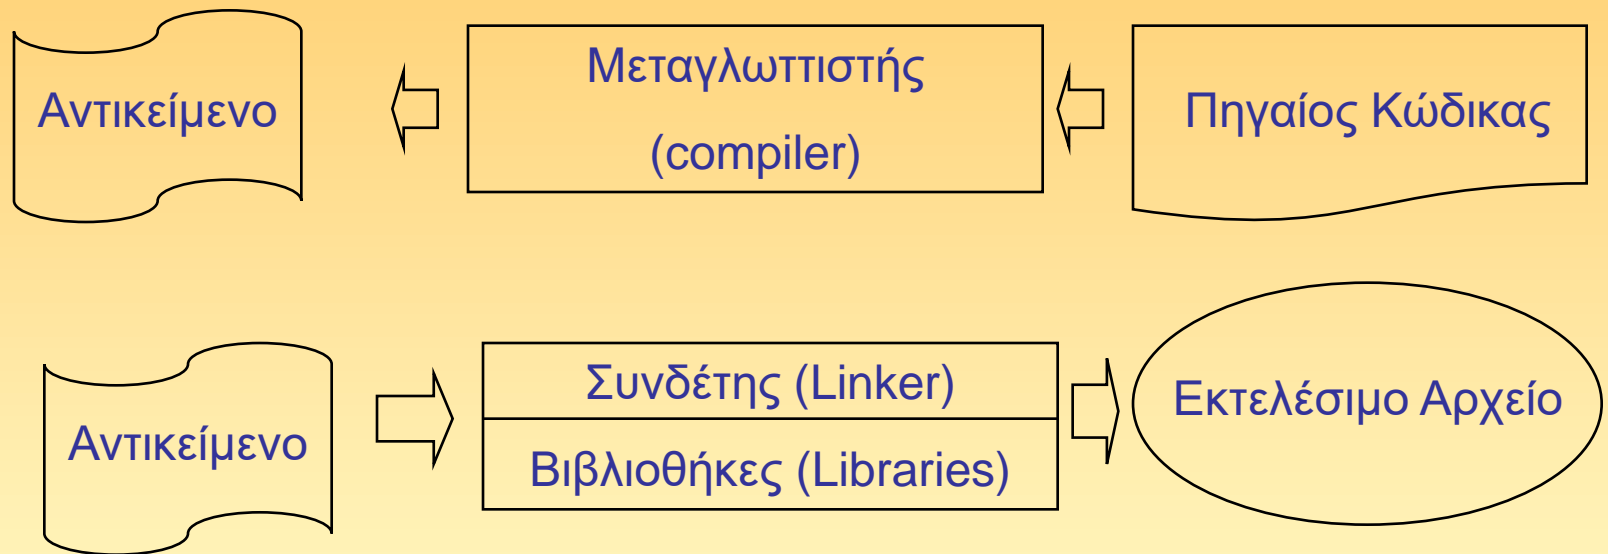 Αντικείμενο
Μεταγλωττιστής
(compiler)
Πηγαίος Κώδικας
Αντικείμενο
Συνδέτης (Linker)
Βιβλιοθήκες (Libraries)
Εκτελέσιμο Αρχείο